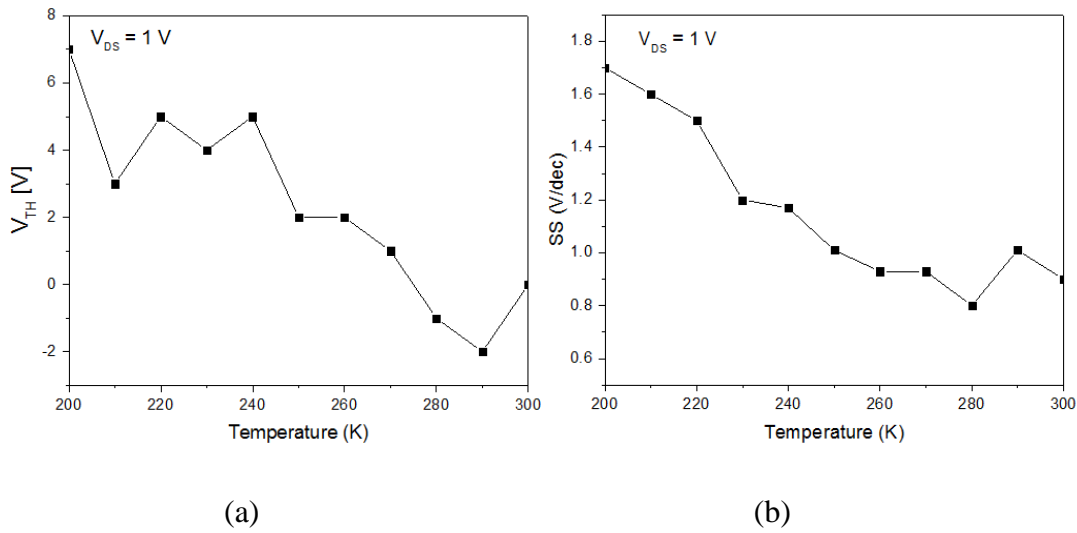 V_DS = 1 V
V_TH [V]
8
6
4
2
0
-2
200 220 240 260 280 300
Temperature (K)
(a)
V_DS = 1 V
SS (V/dec)
1.8
1.6
1.4
1.2
1.0
0.8
0.6
200 220 240 260 280 300
Temperature (K)
(b)